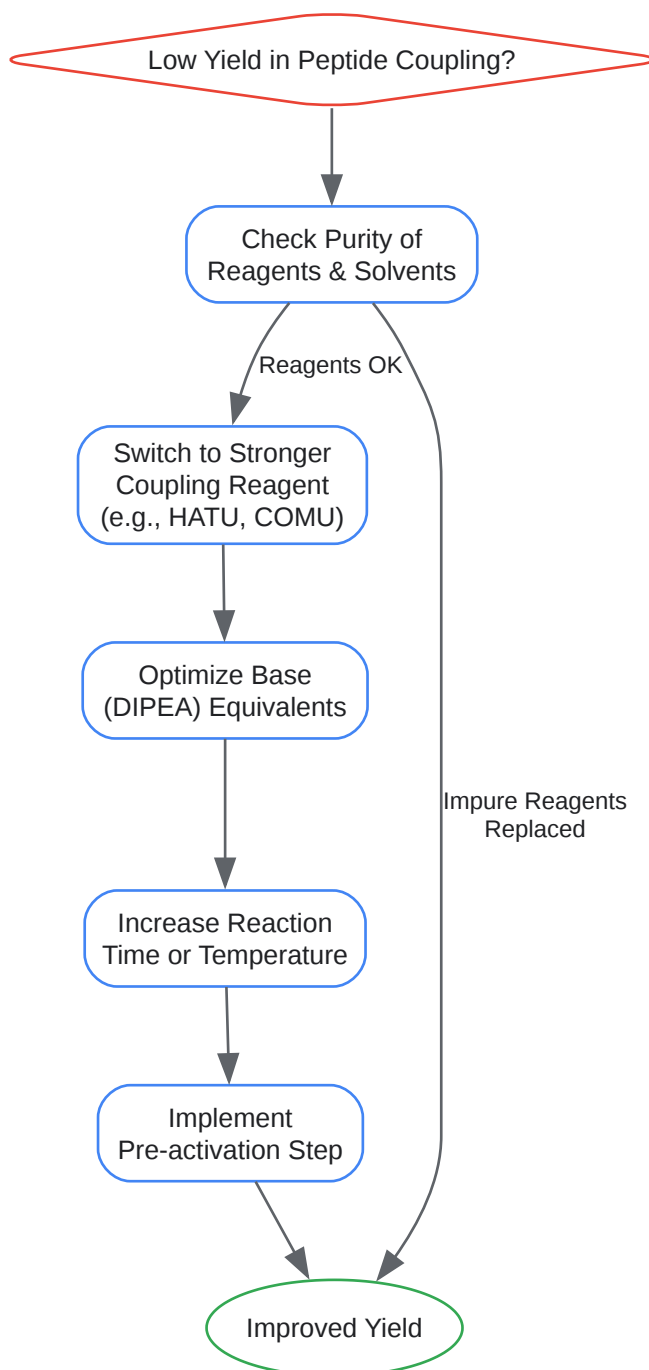 Low Yield in Peptide Coupling?
Check Purity of
Reagents & Solvents
Reagents OK
Switch to Stronger
Coupling Reagent
(e.g., HATU, COMU)
Optimize Base
(DIPEA) Equivalents
Impure Reagents
Replaced
Increase Reaction
Time or Temperature
Implement
Pre-activation Step
Improved Yield